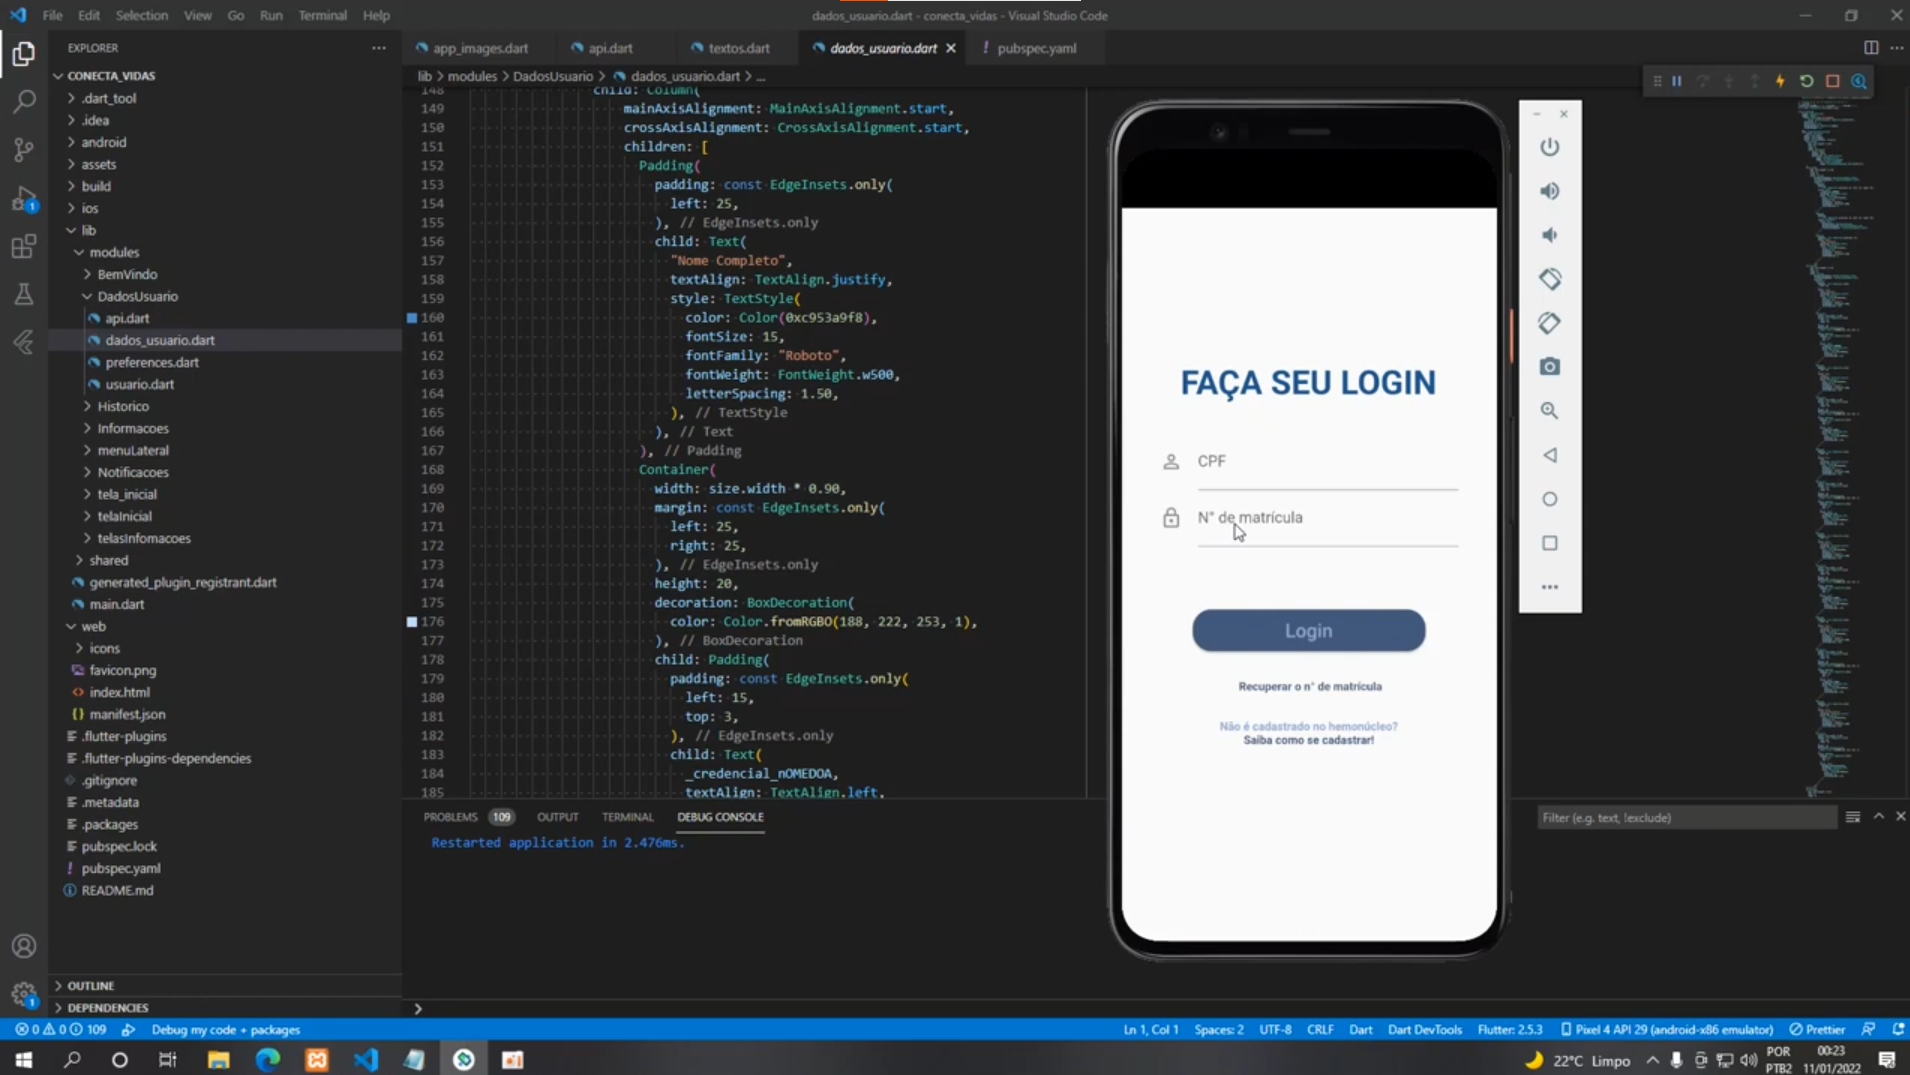 File Edit Selection View Go Run Terminal Help
dados_usuario.dart - conecta_vidas - Visual Studio Code
EXPLORER
CONECTA_VIDAS
.dart_tool
.idea
android
assets
build
ios
lib
modules
BemVindo
DadosUsuario
api.dart
dados_usuario.dart
preferences.dart
usuario.dart
Historico
Informacoes
menuLateral
Notificacoes
tela_inicial
telaInicial
telasInfomacoes
shared
generated_plugin_registrant.dart
main.dart
web
icons
favicon.png
index.html
manifest.json
.flutter-plugins
.flutter-plugins-dependencies
.gitignore
.metadata
.packages
pubspec.lock
pubspec.yaml
README.md
OUTLINE
DEPENDENCIES
1
1
app_images.dart api.dart textos.dart dados_usuario.dart pubspec.yaml
lib > modules > DadosUsuario > dados_usuario.dart > ...
148 child: Column(
149 mainAxisAlignment: MainAxisAlignment.start,
150 crossAxisAlignment: CrossAxisAlignment.start,
151 children: [
152 Padding(
153 padding: const EdgeInsets.only(
154 left: 25,
155 ), // EdgeInsets.only
156 child: Text(
157 "Nome Completo",
158 textAlign: TextAlign.justify,
159 style: TextStyle(
160 color: Color(0xc953a9f8),
161 fontSize: 15,
162 fontFamily: "Roboto",
163 fontWeight: FontWeight.w500,
164 letterSpacing: 1.50,
165 ), // TextStyle
166 ), // Text
167 ), // Padding
168 Container(
169 width: size.width * 0.90,
170 margin: const EdgeInsets.only(
171 left: 25,
172 right: 25,
173 ), // EdgeInsets.only
174 height: 20,
175 decoration: BoxDecoration(
176 color: Color.fromRGBO(188, 222, 253, 1),
177 ), // BoxDecoration
178 child: Padding(
179 padding: const EdgeInsets.only(
180 left: 15,
181 top: 3,
182 ), // EdgeInsets.only
183 child: Text(
184 _credencial_nOMEDOA,
185 textAlign: TextAlign.left,
PROBLEMS 109 OUTPUT TERMINAL DEBUG CONSOLE
Filter (e.g. text, !exclude)
Restarted application in 2.476ms.
FAÇA SEU LOGIN
CPF
N° de matrícula
Login
Recuperar o n° de matrícula
Não é cadastrado no hemonúcleo?
Saiba como se cadastrar!
0 0 109 Debug my code + packages
Ln 1, Col 1 Spaces: 2 UTF-8 CRLF Dart Dart DevTools Flutter: 2.5.3 Pixel 4 API 29 (android-x86 emulator) Prettier
22°C Limpo
POR
PTB2
00:23
11/01/2022